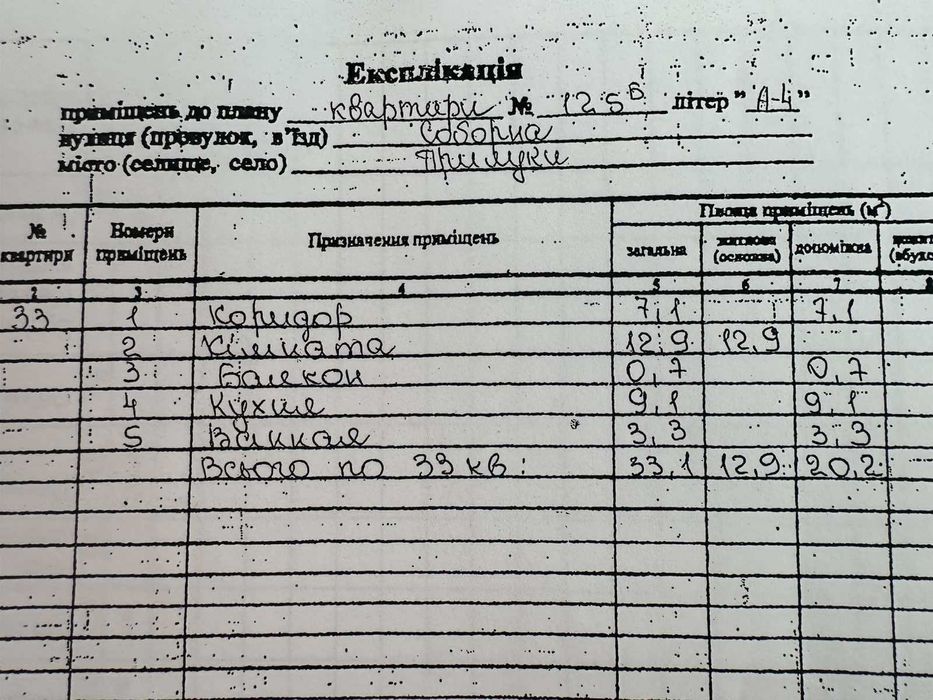 Експлікація
приміщень до плану квартири № 125Б літер "А-4"
вулиця (провулок, в'їзд) Соборна
місто (селище, село) Прилуки
№ квартири Номери приміщень Призначення приміщень Площа приміщень (м²)
загальна житлова (основна) допоміжна
2 3 4 5 6 7 8
33 1 Коридор 7,1 7,1
2 Кімната 12,9 12,9
3 Балкон 0,7 0,7
4 Кухня 9,1 9,1
5 Ванная 3,3 3,3
Всього по 33 кв: 33,1 12,9 20,2